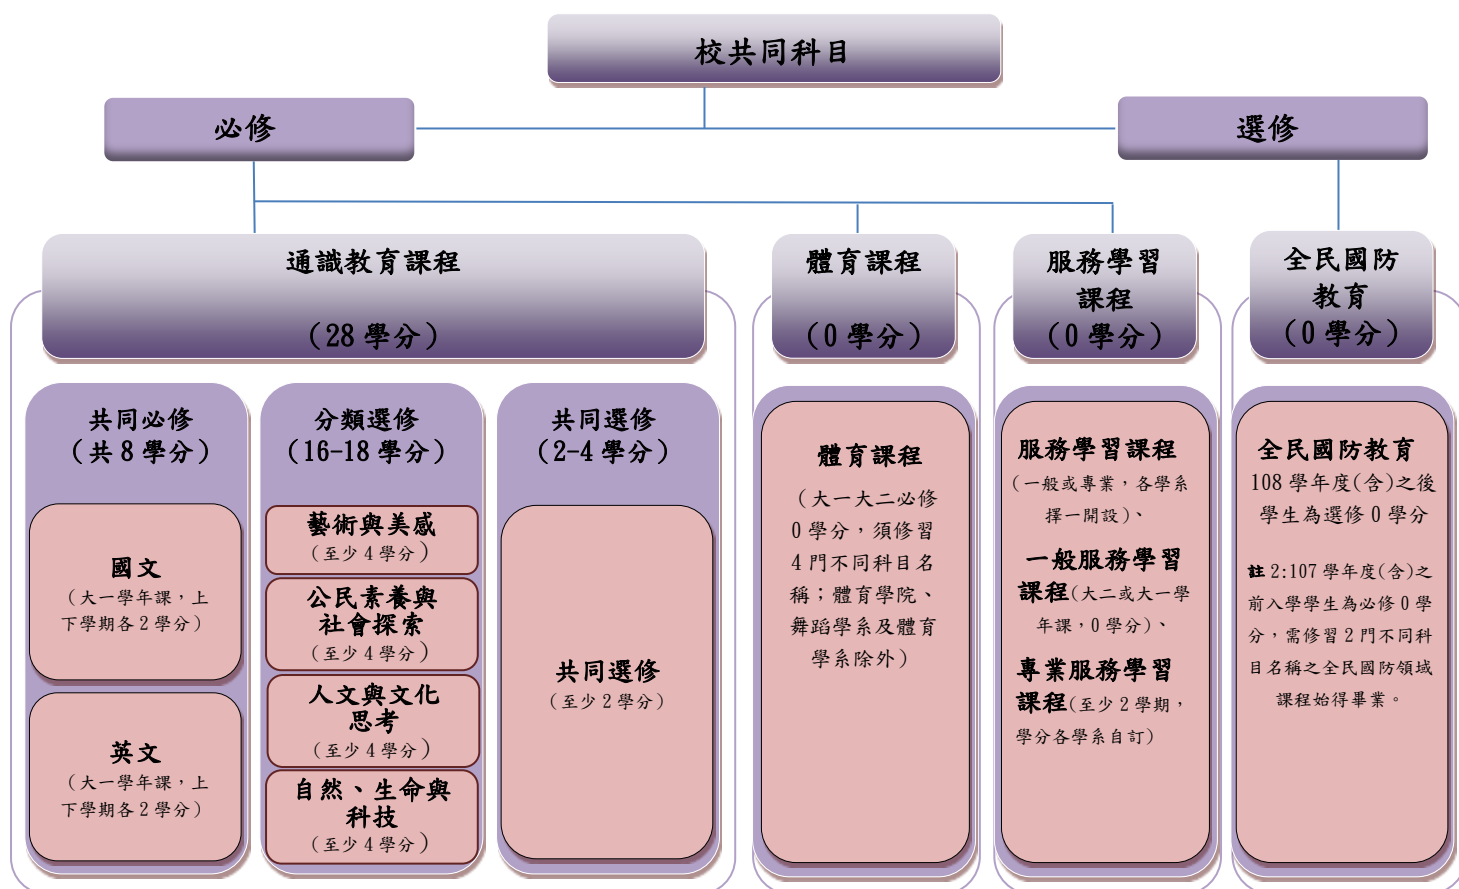 校共同科目
必修
選修
通識教育課程
（28 學分）
體育課程
（0 學分）
服務學習
課程
（0 學分）
全民國防
教育
（0 學分）
共同必修
（共 8 學分）
國文
（大一學年課，上
下學期各 2 學分）
英文
（大一學年課，上
下學期各 2 學分）
分類選修
（16-18 學分）
藝術與美感
（至少 4 學分）
公民素養與
社會探索
（至少 4 學分）
人文與文化
思考
（至少 4 學分）
自然、生命與
科技
（至少 4 學分）
共同選修
（2-4 學分）
共同選修
（至少 2 學分）
體育課程
（大一大二必修
0 學分，須修習
4 門不同科目名
稱；體育學院、
舞蹈學系及體育
學系除外）
服務學習課程
（一般或專業，各學系
擇一開設）、
一般服務學習
課程(大二或大一學
年課，0 學分）、
專業服務學習
課程(至少 2 學期，
學分各學系自訂）
全民國防教育
108 學年度(含)之後
學生為選修 0 學分
註 2:107 學年度(含)之
前入學學生為必修 0 學
分，需修習 2 門不同科
目名稱之全民國防領域
課程始得畢業。